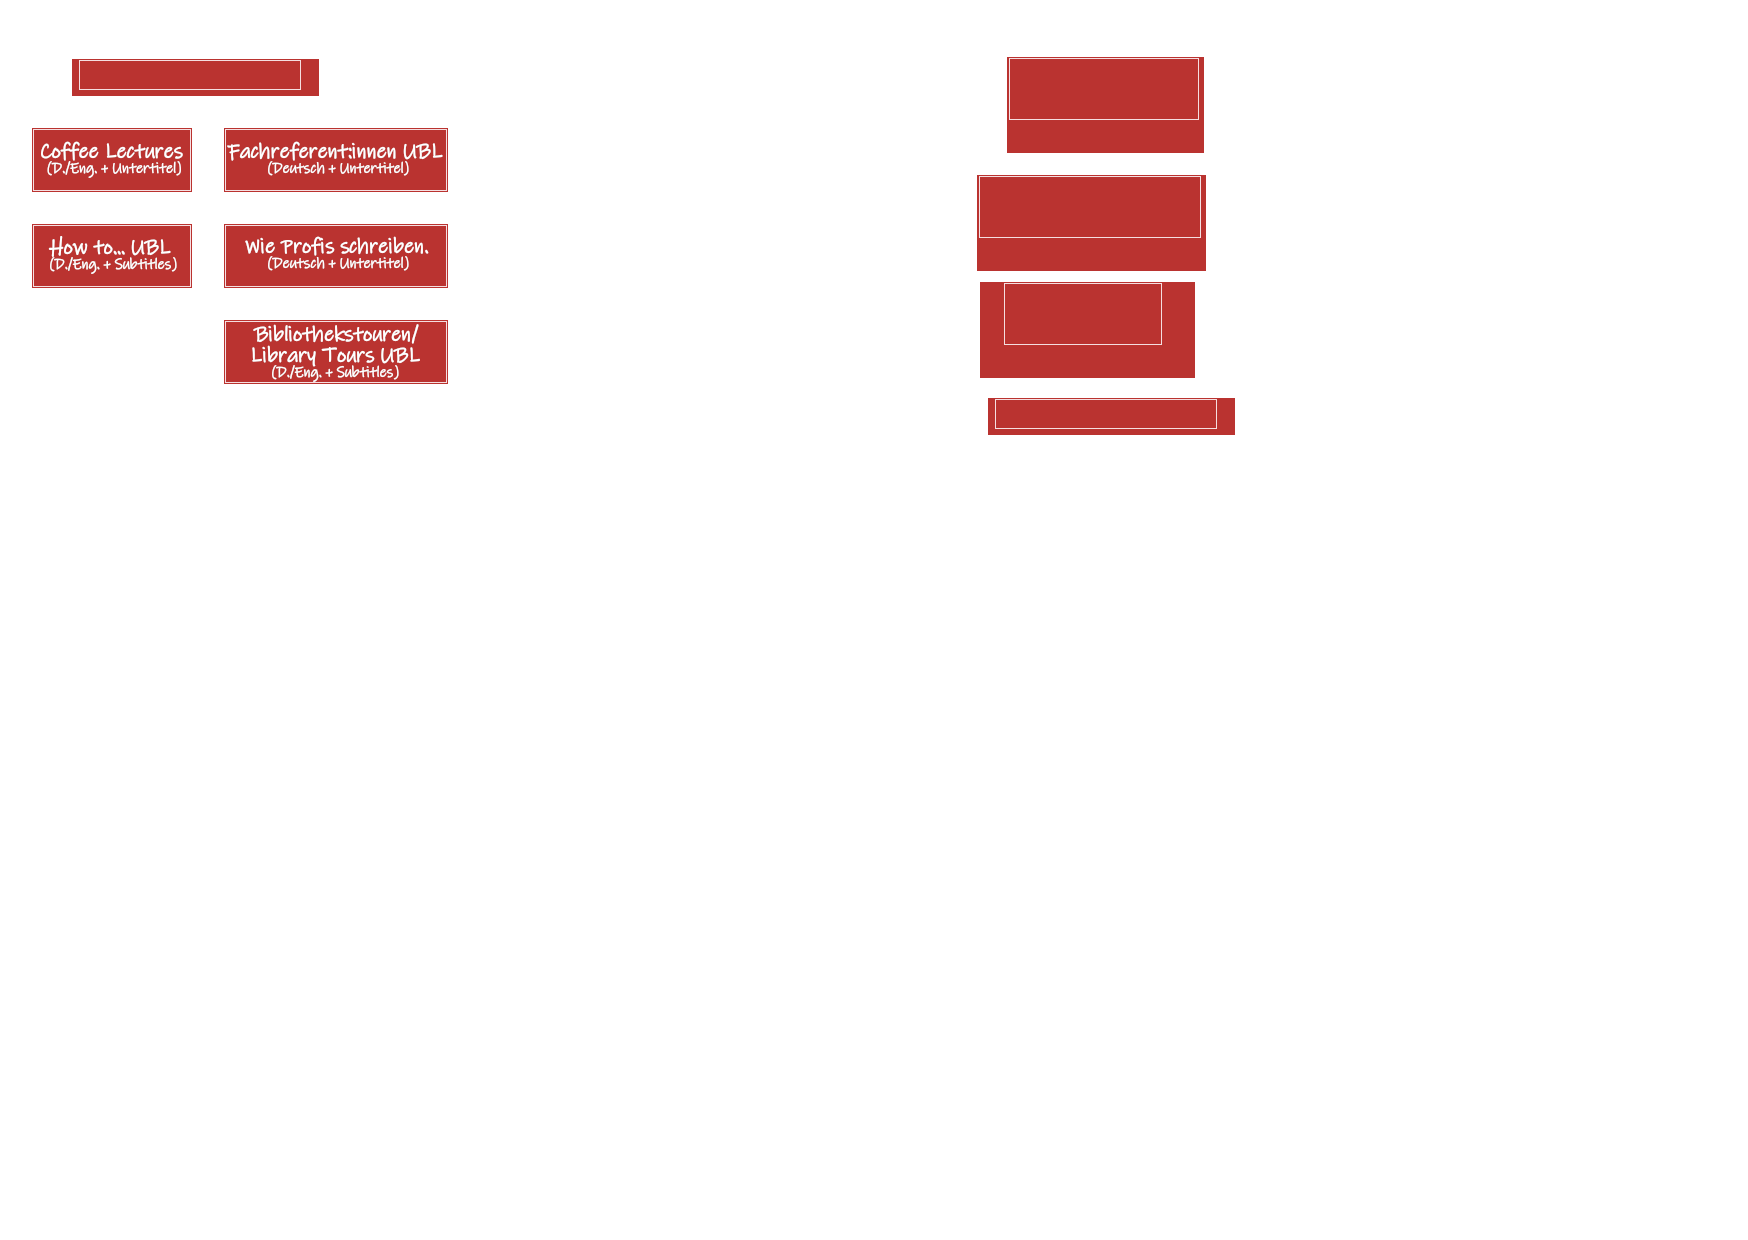 Coffee Lectures
(D./Eng. + Untertitel)
Fachreferent:innen UBL
(Deutsch + Untertitel)
How to... UBL
(D./Eng. + Subtitles)
Wie Profis schreiben.
(Deutsch + Untertitel)
Bibliothekstouren/
Library Tours UBL
(D./Eng. + Subtitles)